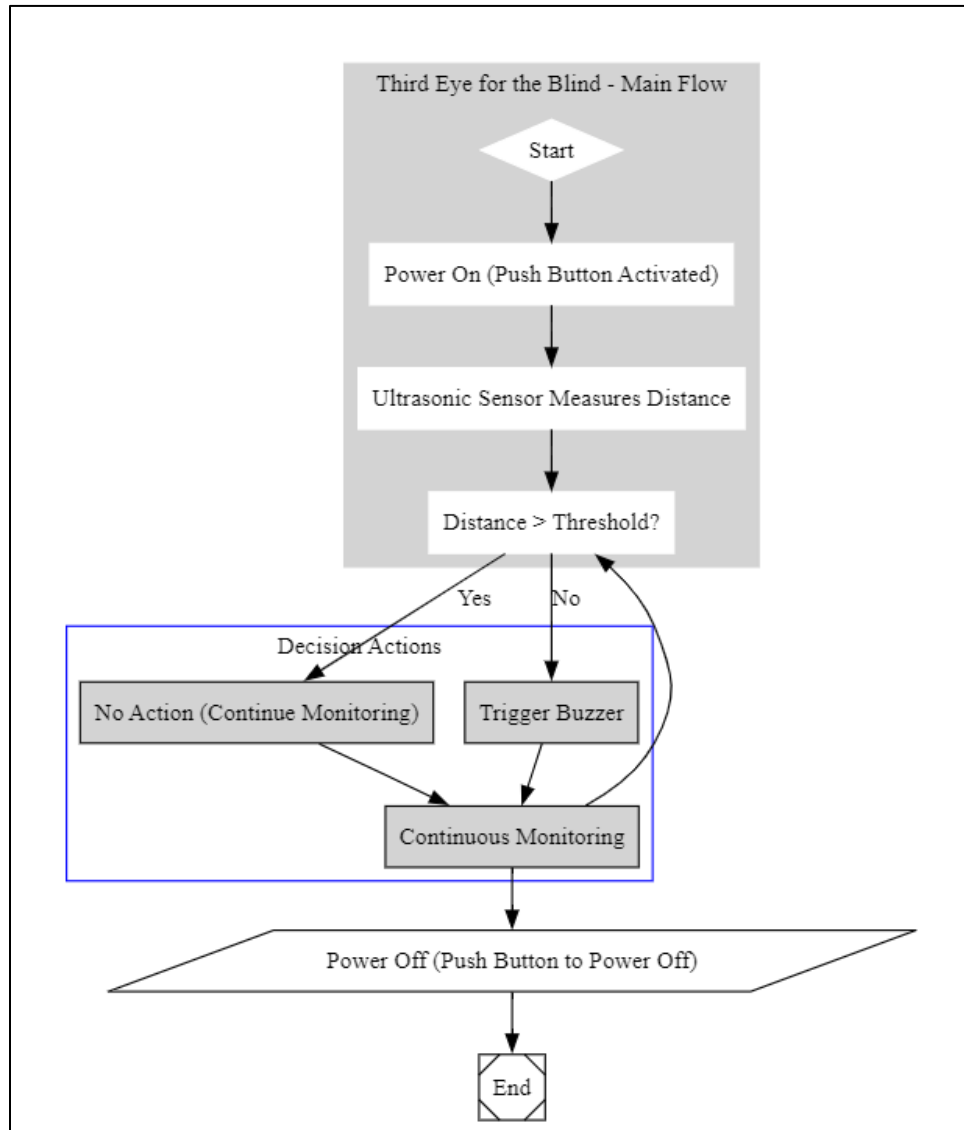 Third Eye for the Blind - Main Flow
Start
Power On (Push Button Activated)
Ultrasonic Sensor Measures Distance
Distance > Threshold?
Yes
No
Decision Actions
No Action (Continue Monitoring)
Trigger Buzzer
Continuous Monitoring
Power Off (Push Button to Power Off)
End